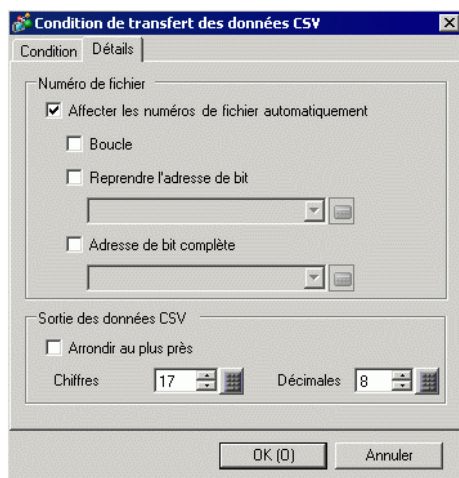 Condition de transfert des données CSV
Condition Détails
Numéro de fichier
Affecter les numéros de fichier automatiquement
Boucle
Reprendre l'adresse de bit
Adresse de bit complète
Sortie des données CSV
Arrondir au plus près
Chiffres 17 Décimales 8
OK (O) Annuler